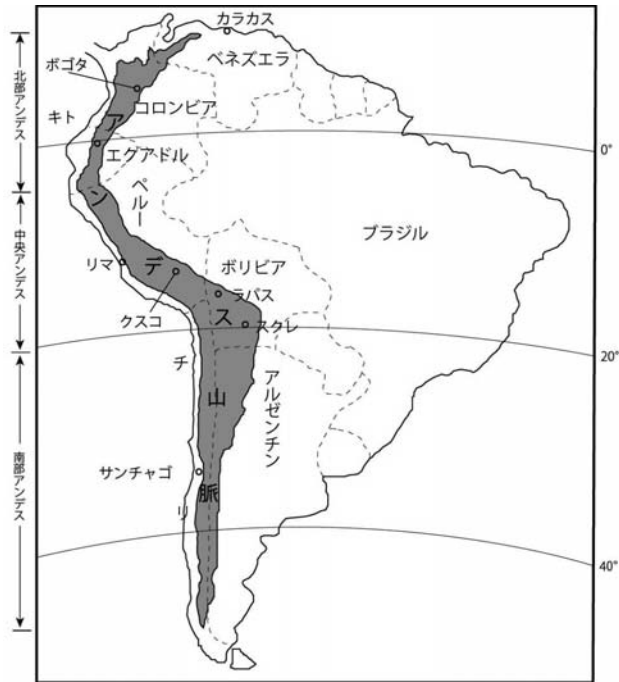 カラカス
ベネズエラ
ボゴタ
コロンビア
キト
エクアドル
ペルー
ブラジル
リマ
ボリビア
ラパス
クスコ
スクレ
チリ
アルゼンチン
サンチャゴ
アンデス山脈
北部アンデス
中央アンデス
南部アンデス
0°
20°
40°